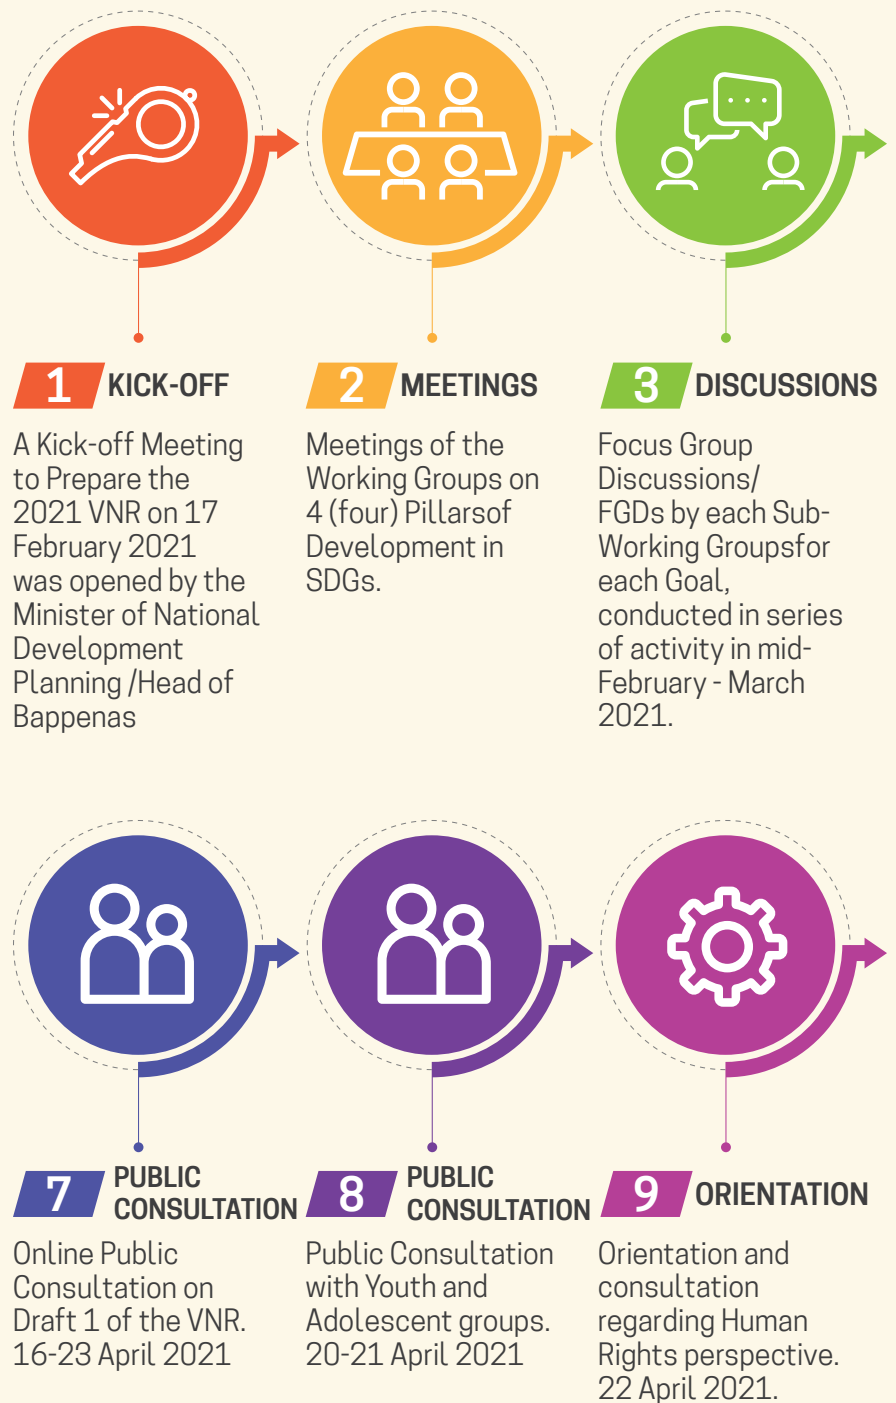 1 KICK-OFF
A Kick-off Meeting
to Prepare the
2021 VNR on 17
February 2021
was opened by the
Minister of National
Development
Planning /Head of
Bappenas
2 MEETINGS
Meetings of the
Working Groups on
4 (four) Pillarsof
Development in
SDGs.
3 DISCUSSIONS
Focus Group
Discussions/
FGDs by each Sub-
Working Groupsfor
each Goal,
conducted in series
of activity in mid-
February - March
2021.
7 PUBLIC
CONSULTATION
Online Public
Consultation on
Draft 1 of the VNR.
16-23 April 2021
8 PUBLIC
CONSULTATION
Public Consultation
with Youth and
Adolescent groups.
20-21 April 2021
9 ORIENTATION
Orientation and
consultation
regarding Human
Rights perspective.
22 April 2021.